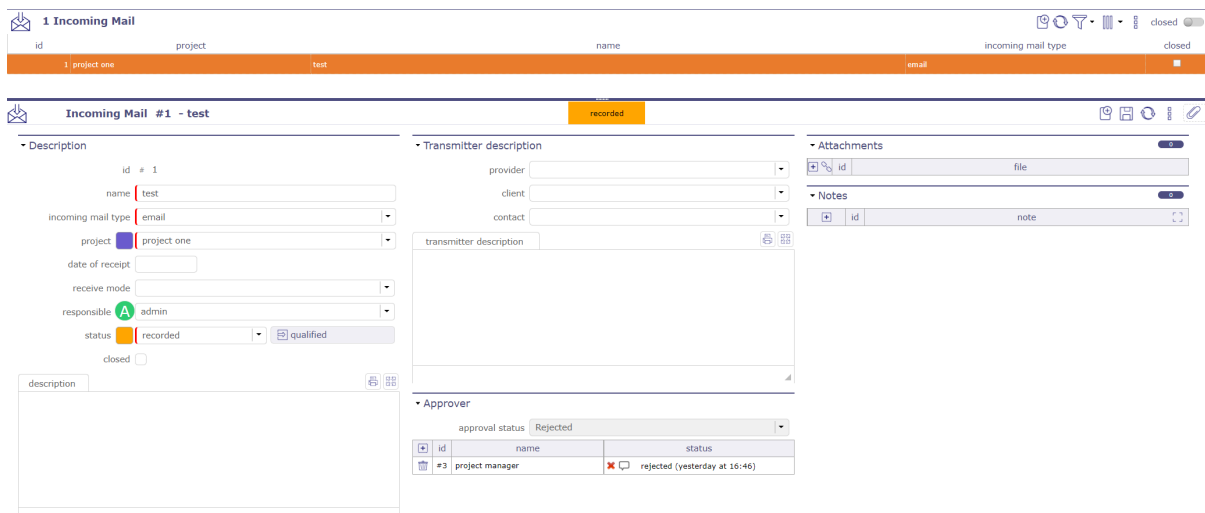 1 Incoming Mail
closed
id project name incoming mail type closed
1 project one test email
Incoming Mail #1 - test
recorded
Description
id # 1
name test
incoming mail type email
project project one
date of receipt
receive mode
responsible A admin
status recorded qualified
closed
description
Transmitter description
provider
client
contact
transmitter description
Approver
approval status Rejected
id name status
#3 project manager rejected (yesterday at 16:46)
Attachments 0
id file
Notes 0
id note